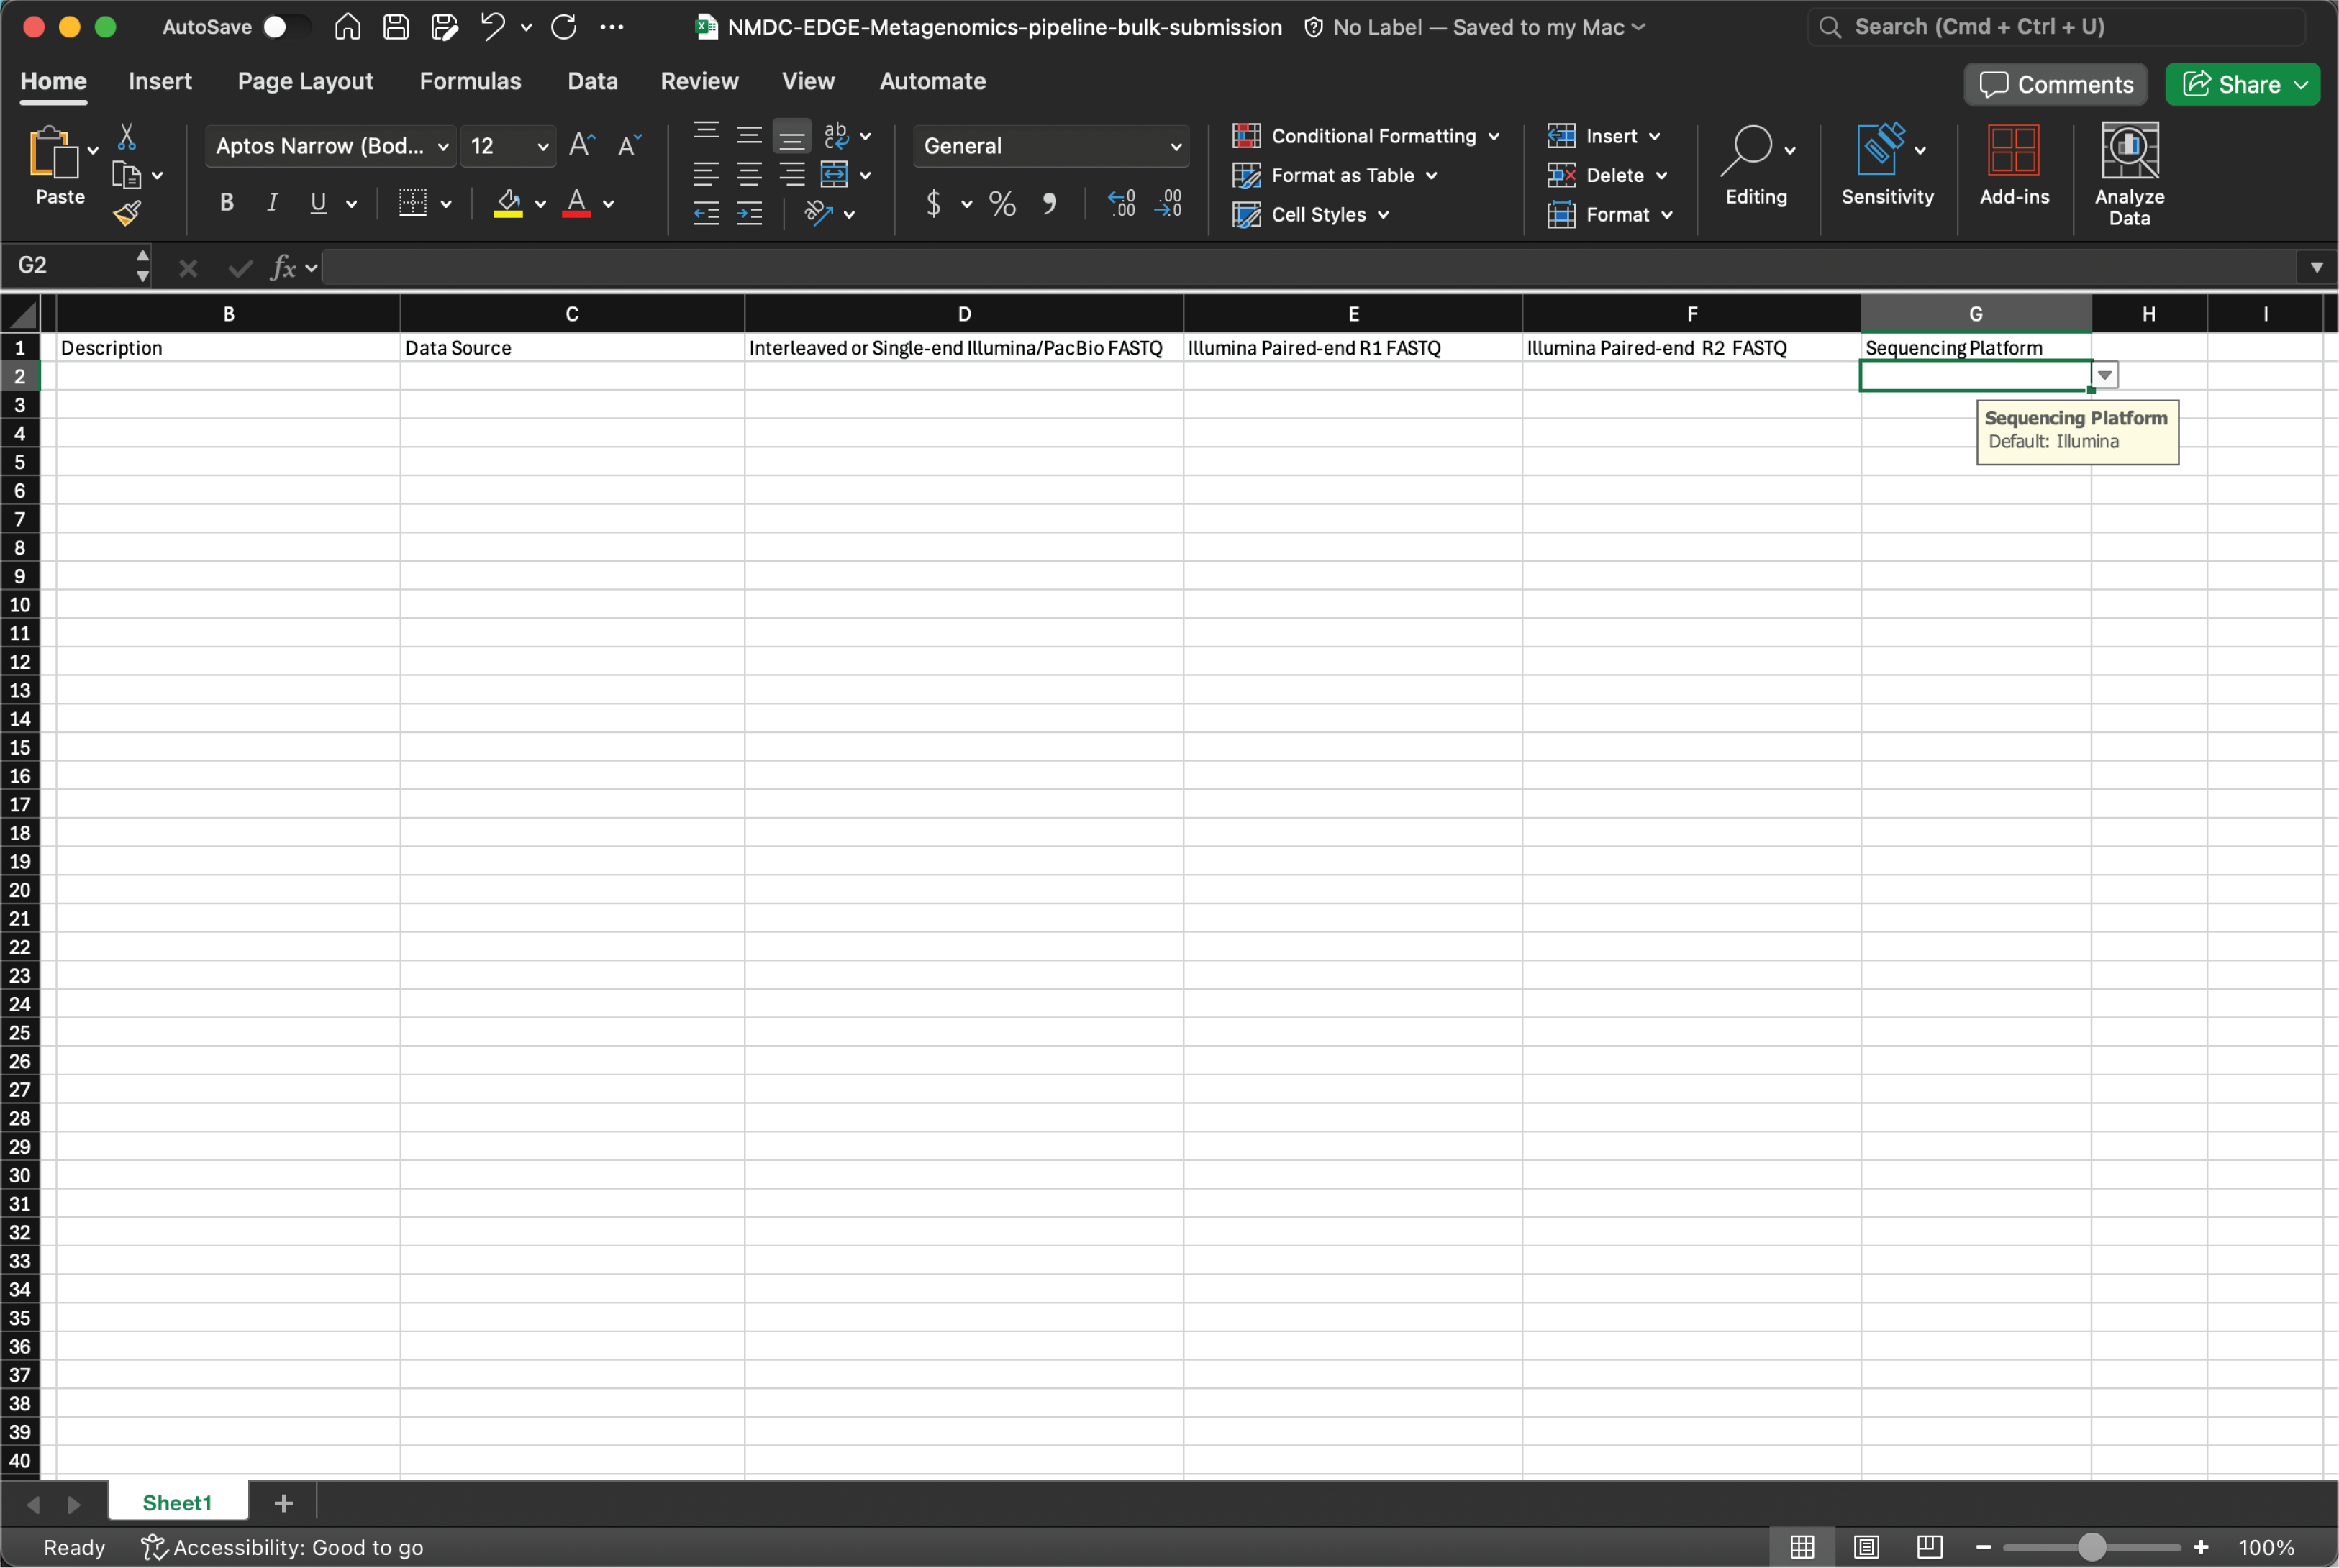 AutoSave NMDC-EDGE-Metagenomics-pipeline-bulk-submission No Label — Saved to my Mac Search (Cmd + Ctrl + U)
Home Insert Page Layout Formulas Data Review View Automate Comments Share
Paste
Aptos Narrow (Bod... 12
B I U
ab
General
$ % 9
Conditional Formatting
Format as Table
Cell Styles
Insert
Delete
Format
Editing
Sensitivity
Add-ins
Analyze
Data
G2 fx
B C D E F G H I
1 Description Data Source Interleaved or Single-end Illumina/PacBio FASTQ Illumina Paired-end R1 FASTQ Illumina Paired-end R2 FASTQ Sequencing Platform
2
Sequencing Platform
Default: Illumina
3
4
5
6
7
8
9
10
11
12
13
14
15
16
17
18
19
20
21
22
23
24
25
26
27
28
29
30
31
32
33
34
35
36
37
38
39
40
Sheet1 +
Ready Accessibility: Good to go 100%